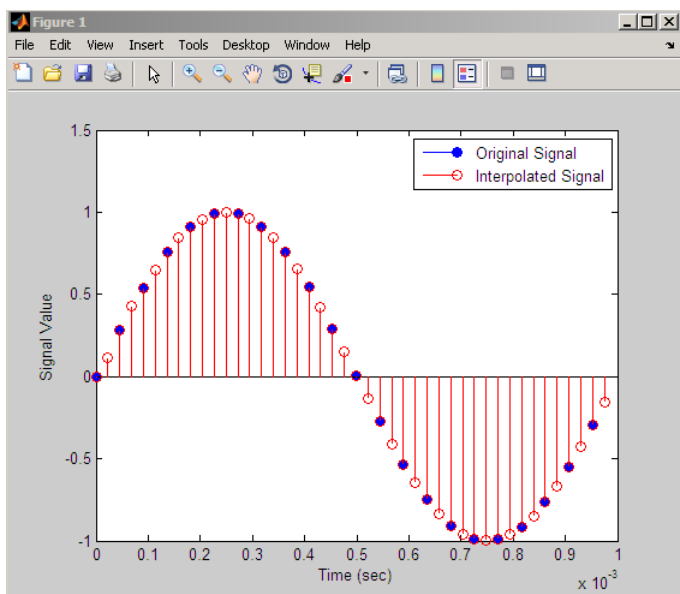 Figure 1
File Edit View Insert Tools Desktop Window Help
Original Signal
Interpolated Signal
Signal Value
1.5
1
0.5
0
-0.5
-1
0 0.1 0.2 0.3 0.4 0.5 0.6 0.7 0.8 0.9 1
Time (sec)
x 10⁻³